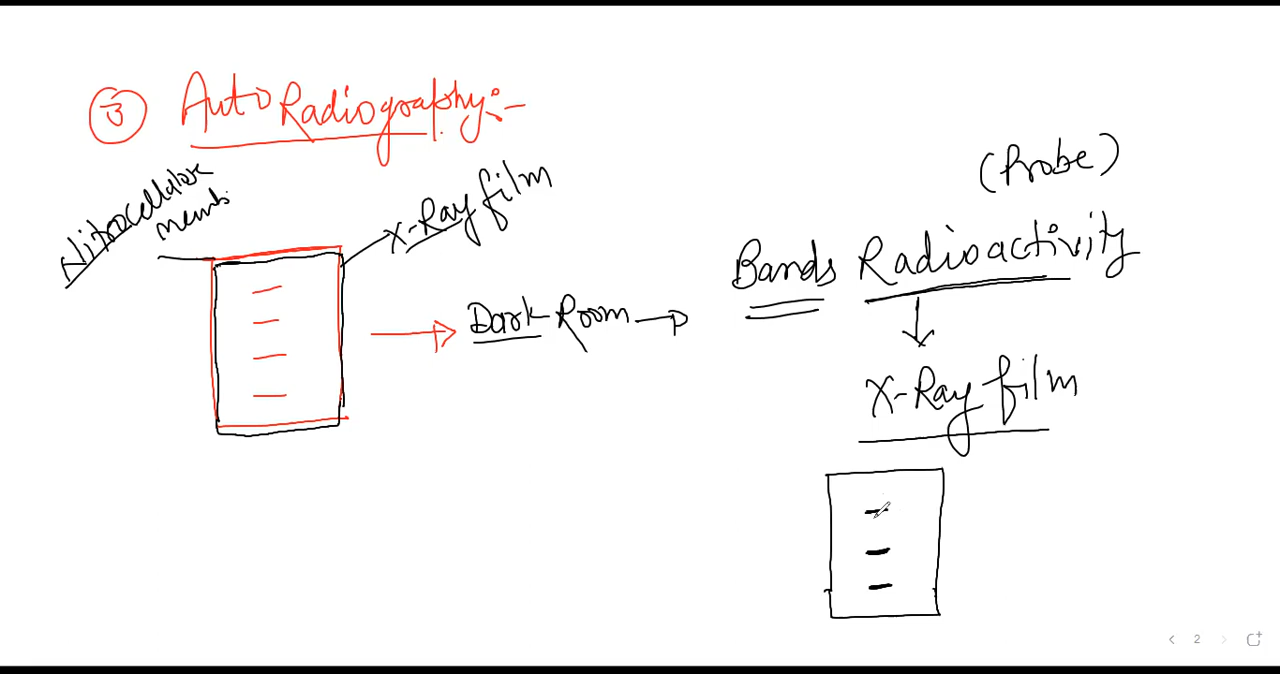 ③ AutoRadiography:-
Nitrocellulose
memb.
X-Ray film
Dark Room
(Probe)
Bands Radioactivity
X-Ray film
2